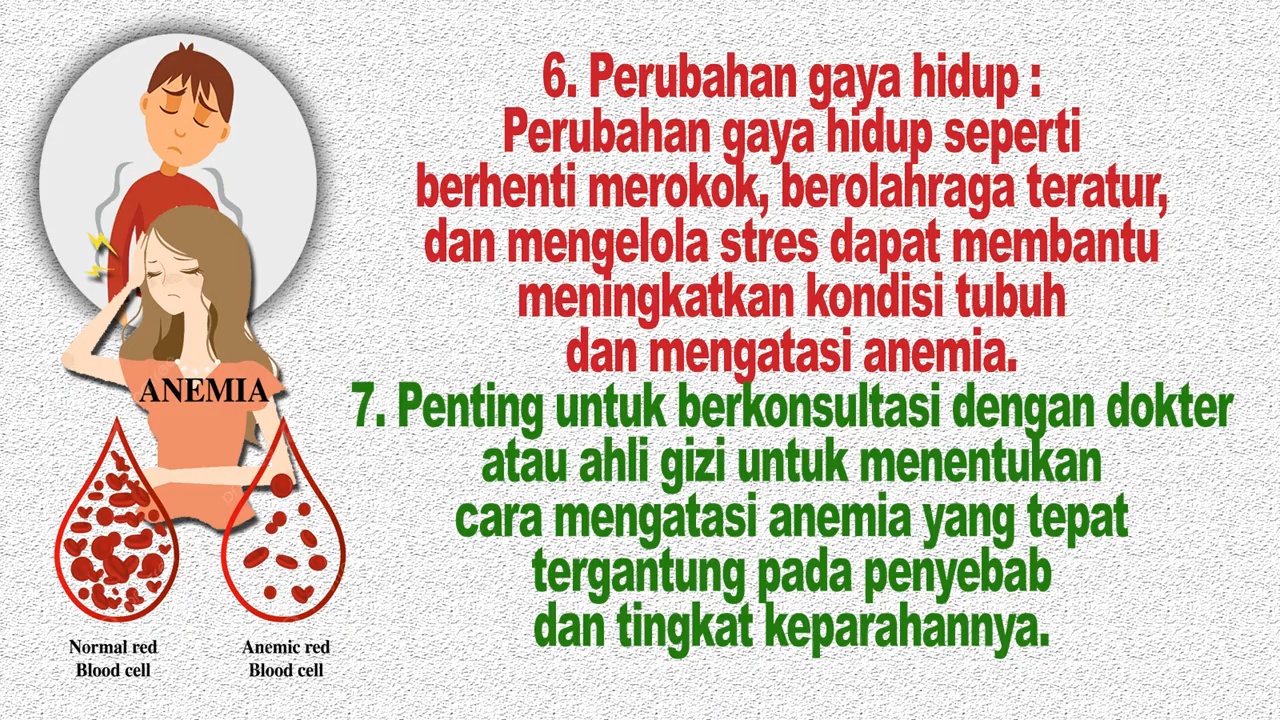 6. Perubahan gaya hidup :
Perubahan gaya hidup seperti
berhenti merokok, berolahraga teratur,
dan mengelola stres dapat membantu
meningkatkan kondisi tubuh
dan mengatasi anemia.
7. Penting untuk berkonsultasi dengan dokter
atau ahli gizi untuk menentukan
cara mengatasi anemia yang tepat
tergantung pada penyebab
dan tingkat keparahannya.
ANEMIA
Normal red
Blood cell
Anemic red
Blood cell